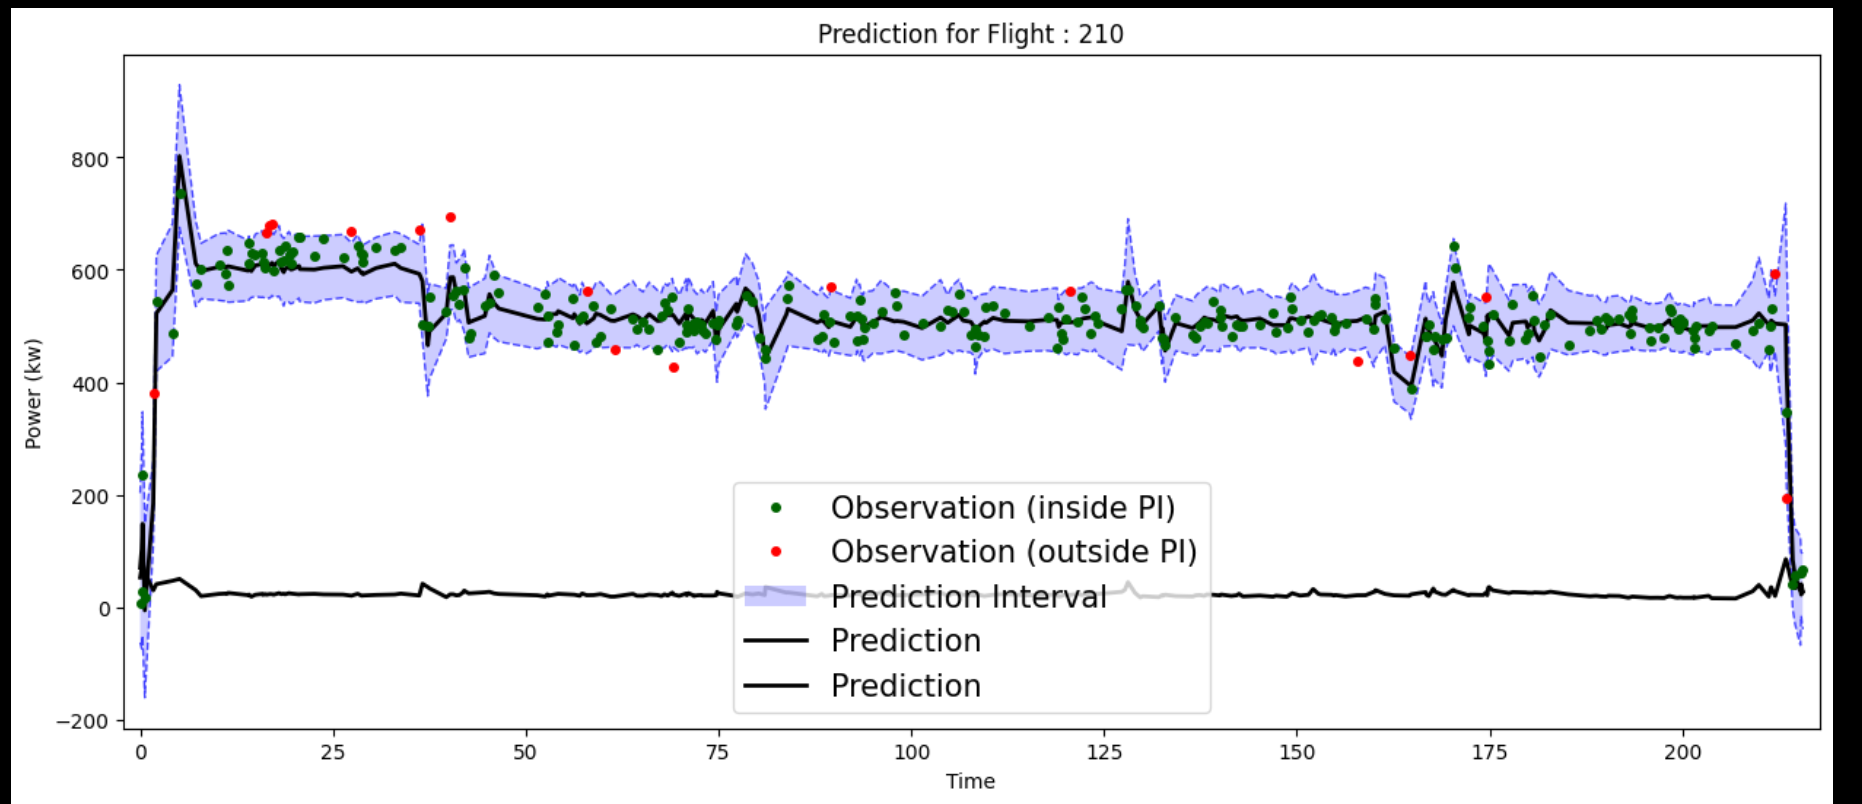 Prediction for Flight : 210
Power (kw)
800
600
400
200
0
−200
Observation (inside PI)
Observation (outside PI)
Prediction Interval
Prediction
Prediction
0 25 50 75 100 125 150 175 200
Time